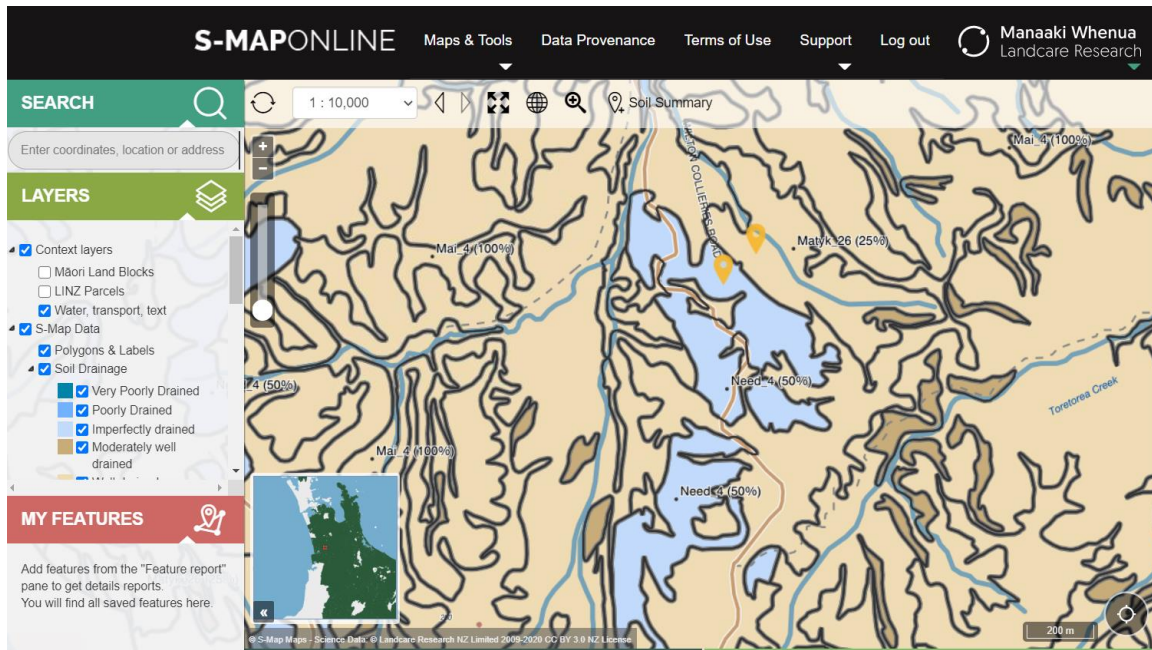 S-MAPONLINE
Maps & Tools
Data Provenance
Terms of Use
Support
Log out
Manaaki Whenua
Landcare Research
SEARCH
1 : 10,000
Soil Summary
Enter coordinates, location or address
LAYERS
Context layers
Māori Land Blocks
LINZ Parcels
Water, transport, text
S-Map Data
Polygons & Labels
Soil Drainage
Very Poorly Drained
Poorly Drained
Imperfectly drained
Moderately well
drained
MY FEATURES
Add features from the "Feature report"
pane to get details reports.
You will find all saved features here.
+
−
COLLIERIES ROAD
Mai_4 (100%)
Mai_4 (100%)
Matyk_26 (25%)
_4 (50%)
Need_4 (50%)
Toretorea Creek
Mai_4 (100%)
Need_4 (50%)
«
© S-Map Maps - Science Data: © Landcare Research NZ Limited 2009-2020 CC BY 3.0 NZ License
200 m